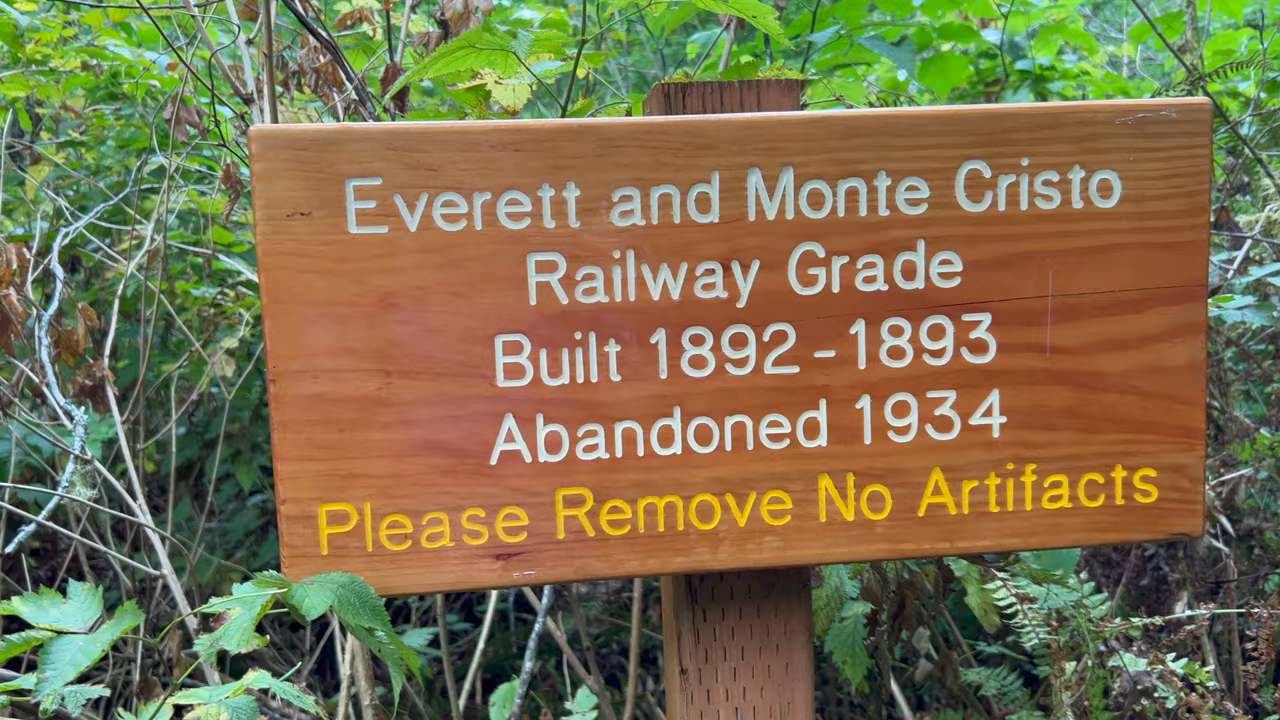 Everett and Monte Cristo
Railway Grade
Built 1892 - 1893
Abandoned 1934
Please Remove No Artifacts